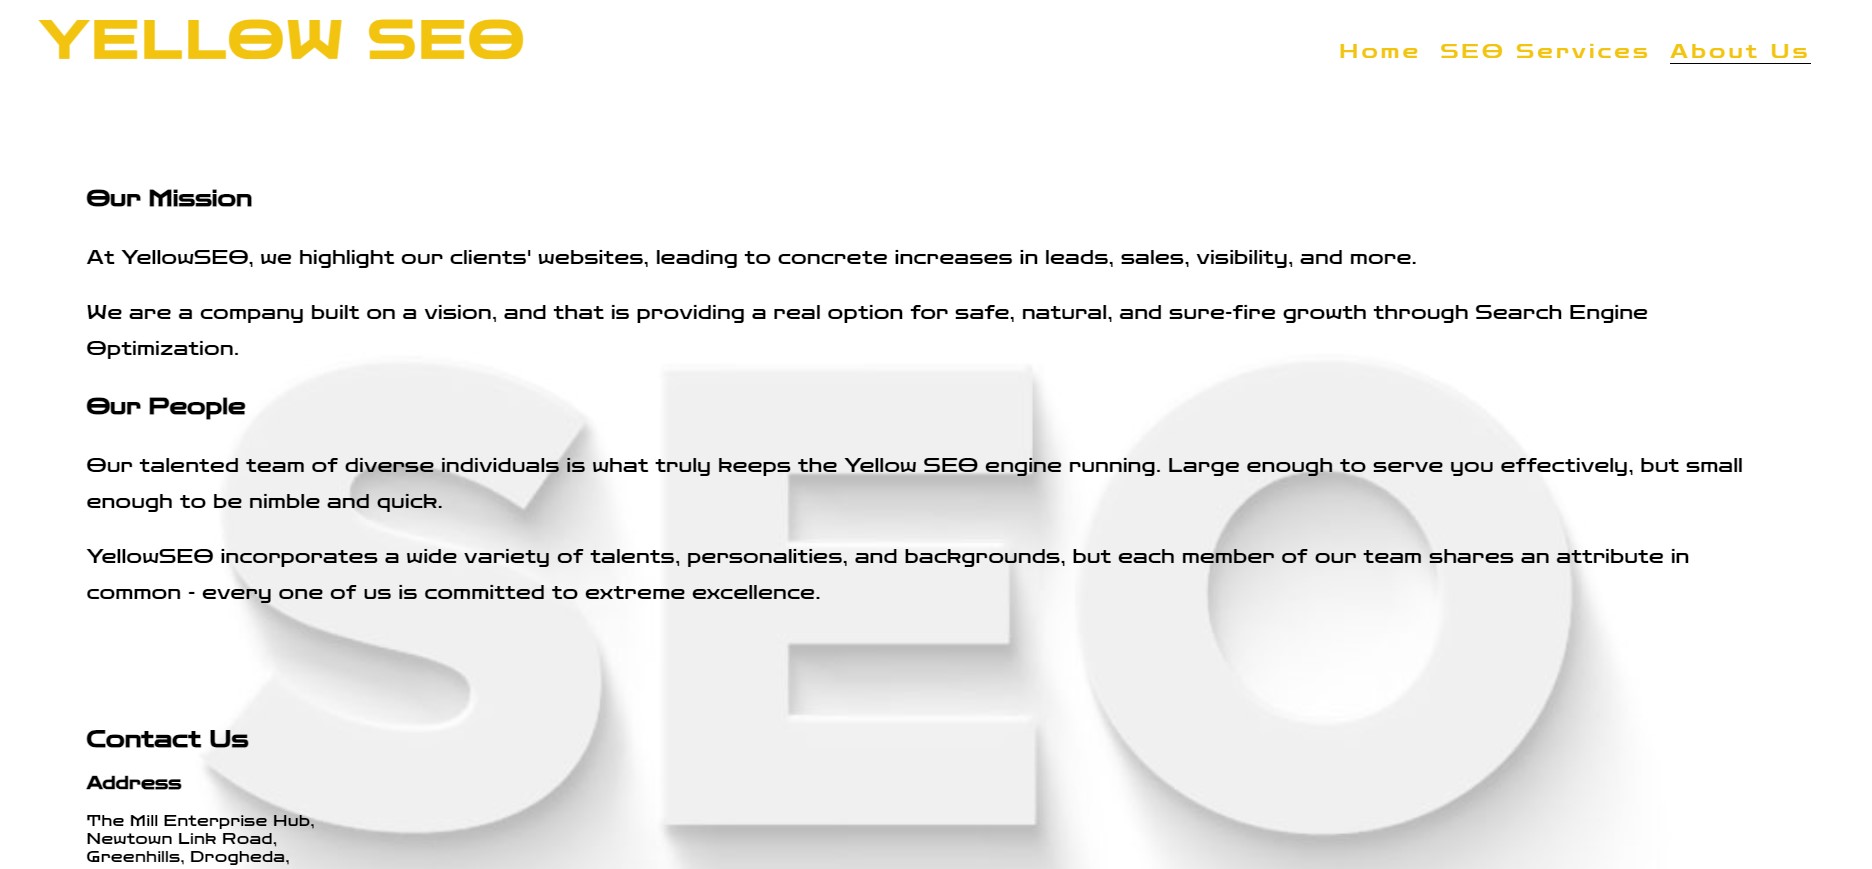 YELLOW SEO
Home SEO Services About Us
Our Mission
At YellowSEO, we highlight our clients' websites, leading to concrete increases in leads, sales, visibility, and more.
We are a company built on a vision, and that is providing a real option for safe, natural, and sure-fire growth through Search Engine
Optimization.
Our People
Our talented team of diverse individuals is what truly keeps the Yellow SEO engine running. Large enough to serve you effectively, but small
enough to be nimble and quick.
YellowSEO incorporates a wide variety of talents, personalities, and backgrounds, but each member of our team shares an attribute in
common - every one of us is committed to extreme excellence.
SEO
Contact Us
Address
The Mill Enterprise Hub,
Newtown Link Road,
Greenhills, Drogheda,